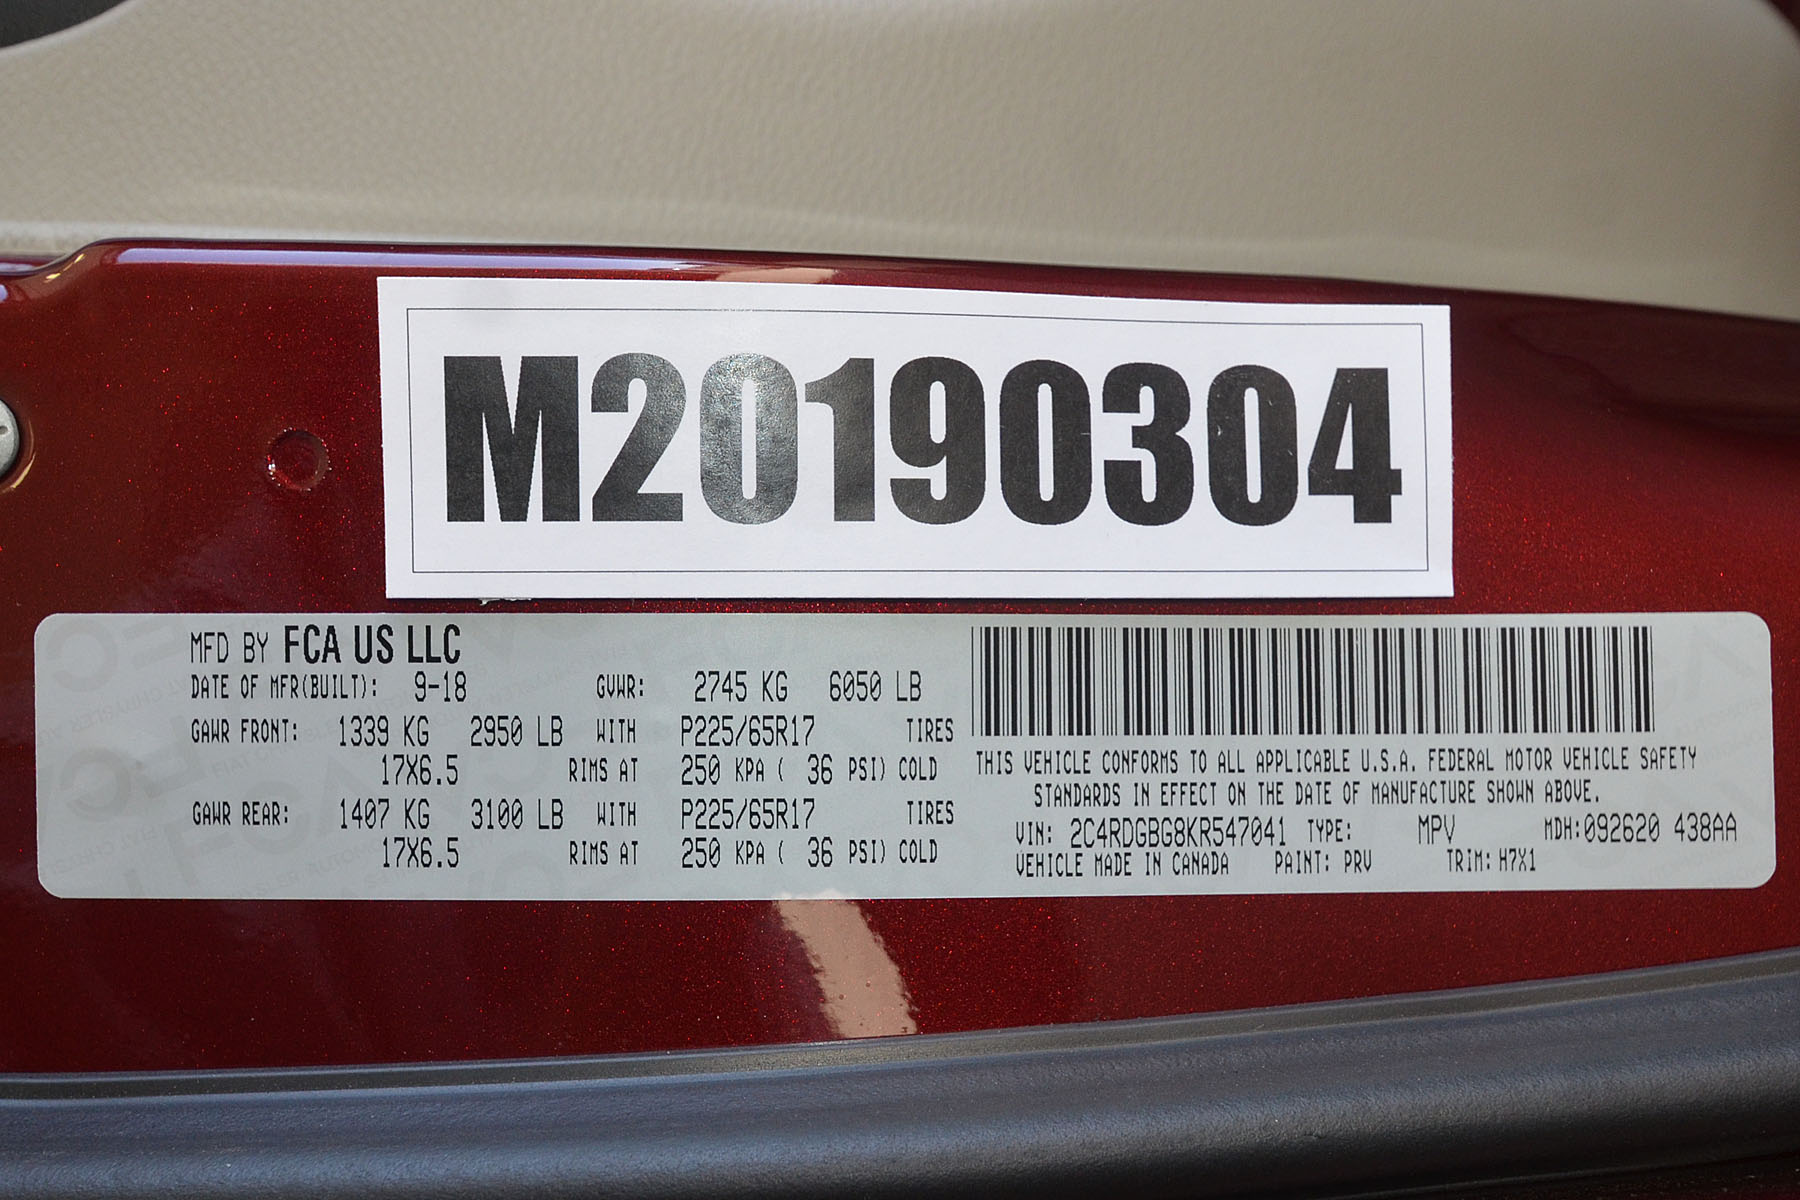 M20190304
MFD BY FCA US LLC
DATE OF MFR(BUILT): 9-18 GVWR: 2745 KG 6050 LB
GAWR FRONT: 1339 KG 2950 LB WITH P225/65R17 TIRES
17X6.5 RIMS AT 250 KPA ( 36 PSI) COLD
GAWR REAR: 1407 KG 3100 LB WITH P225/65R17 TIRES
17X6.5 RIMS AT 250 KPA ( 36 PSI) COLD
THIS VEHICLE CONFORMS TO ALL APPLICABLE U.S.A. FEDERAL MOTOR VEHICLE SAFETY
STANDARDS IN EFFECT ON THE DATE OF MANUFACTURE SHOWN ABOVE.
VIN: 2C4RDGBG8KR547041 TYPE: MPV MDH:092620 438AA
VEHICLE MADE IN CANADA PAINT: PRV TRIM: H7X1